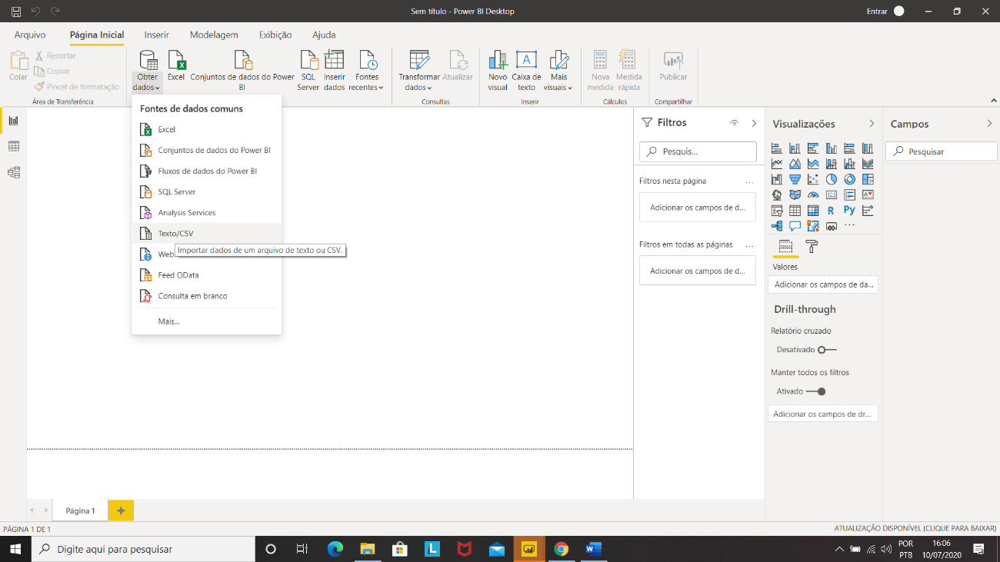 Sem título - Power BI Desktop
Entrar
Arquivo
Página Inicial
Inserir
Modelagem
Exibição
Ajuda
Colar
Recortar
Copiar
Pincel de formatação
Área de Transferência
Obter
dados
Excel
Conjuntos de dados do Power
BI
SQL
Server
Inserir
dados
Fontes
recentes
Transformar
dados
Atualizar
Consultas
Novo
visual
Caixa de
texto
Mais
visuais
Inserir
Nova
medida
Medida
rápida
Cálculos
Publicar
Compartilhar
Fontes de dados comuns
Excel
Conjuntos de dados do Power BI
Fluxos de dados do Power BI
SQL Server
Analysis Services
Texto/CSV
Web
Importar dados de um arquivo de texto ou CSV.
Feed OData
Consulta em branco
Mais...
Filtros
Pesquis...
Filtros nesta página
...
Adicionar os campos de d...
Filtros em todas as páginas
...
Adicionar os campos de d...
Visualizações
R
Py
...
Valores
Adicionar os campos de da...
Drill-through
Relatório cruzado
Desativado
Manter todos os filtros
Ativado
Adicionar os campos de dr...
Campos
Pesquisar
Página 1
PÁGINA 1 DE 1
ATUALIZAÇÃO DISPONÍVEL (CLIQUE PARA BAIXAR)
Digite aqui para pesquisar
POR
PTB
16:06
10/07/2020